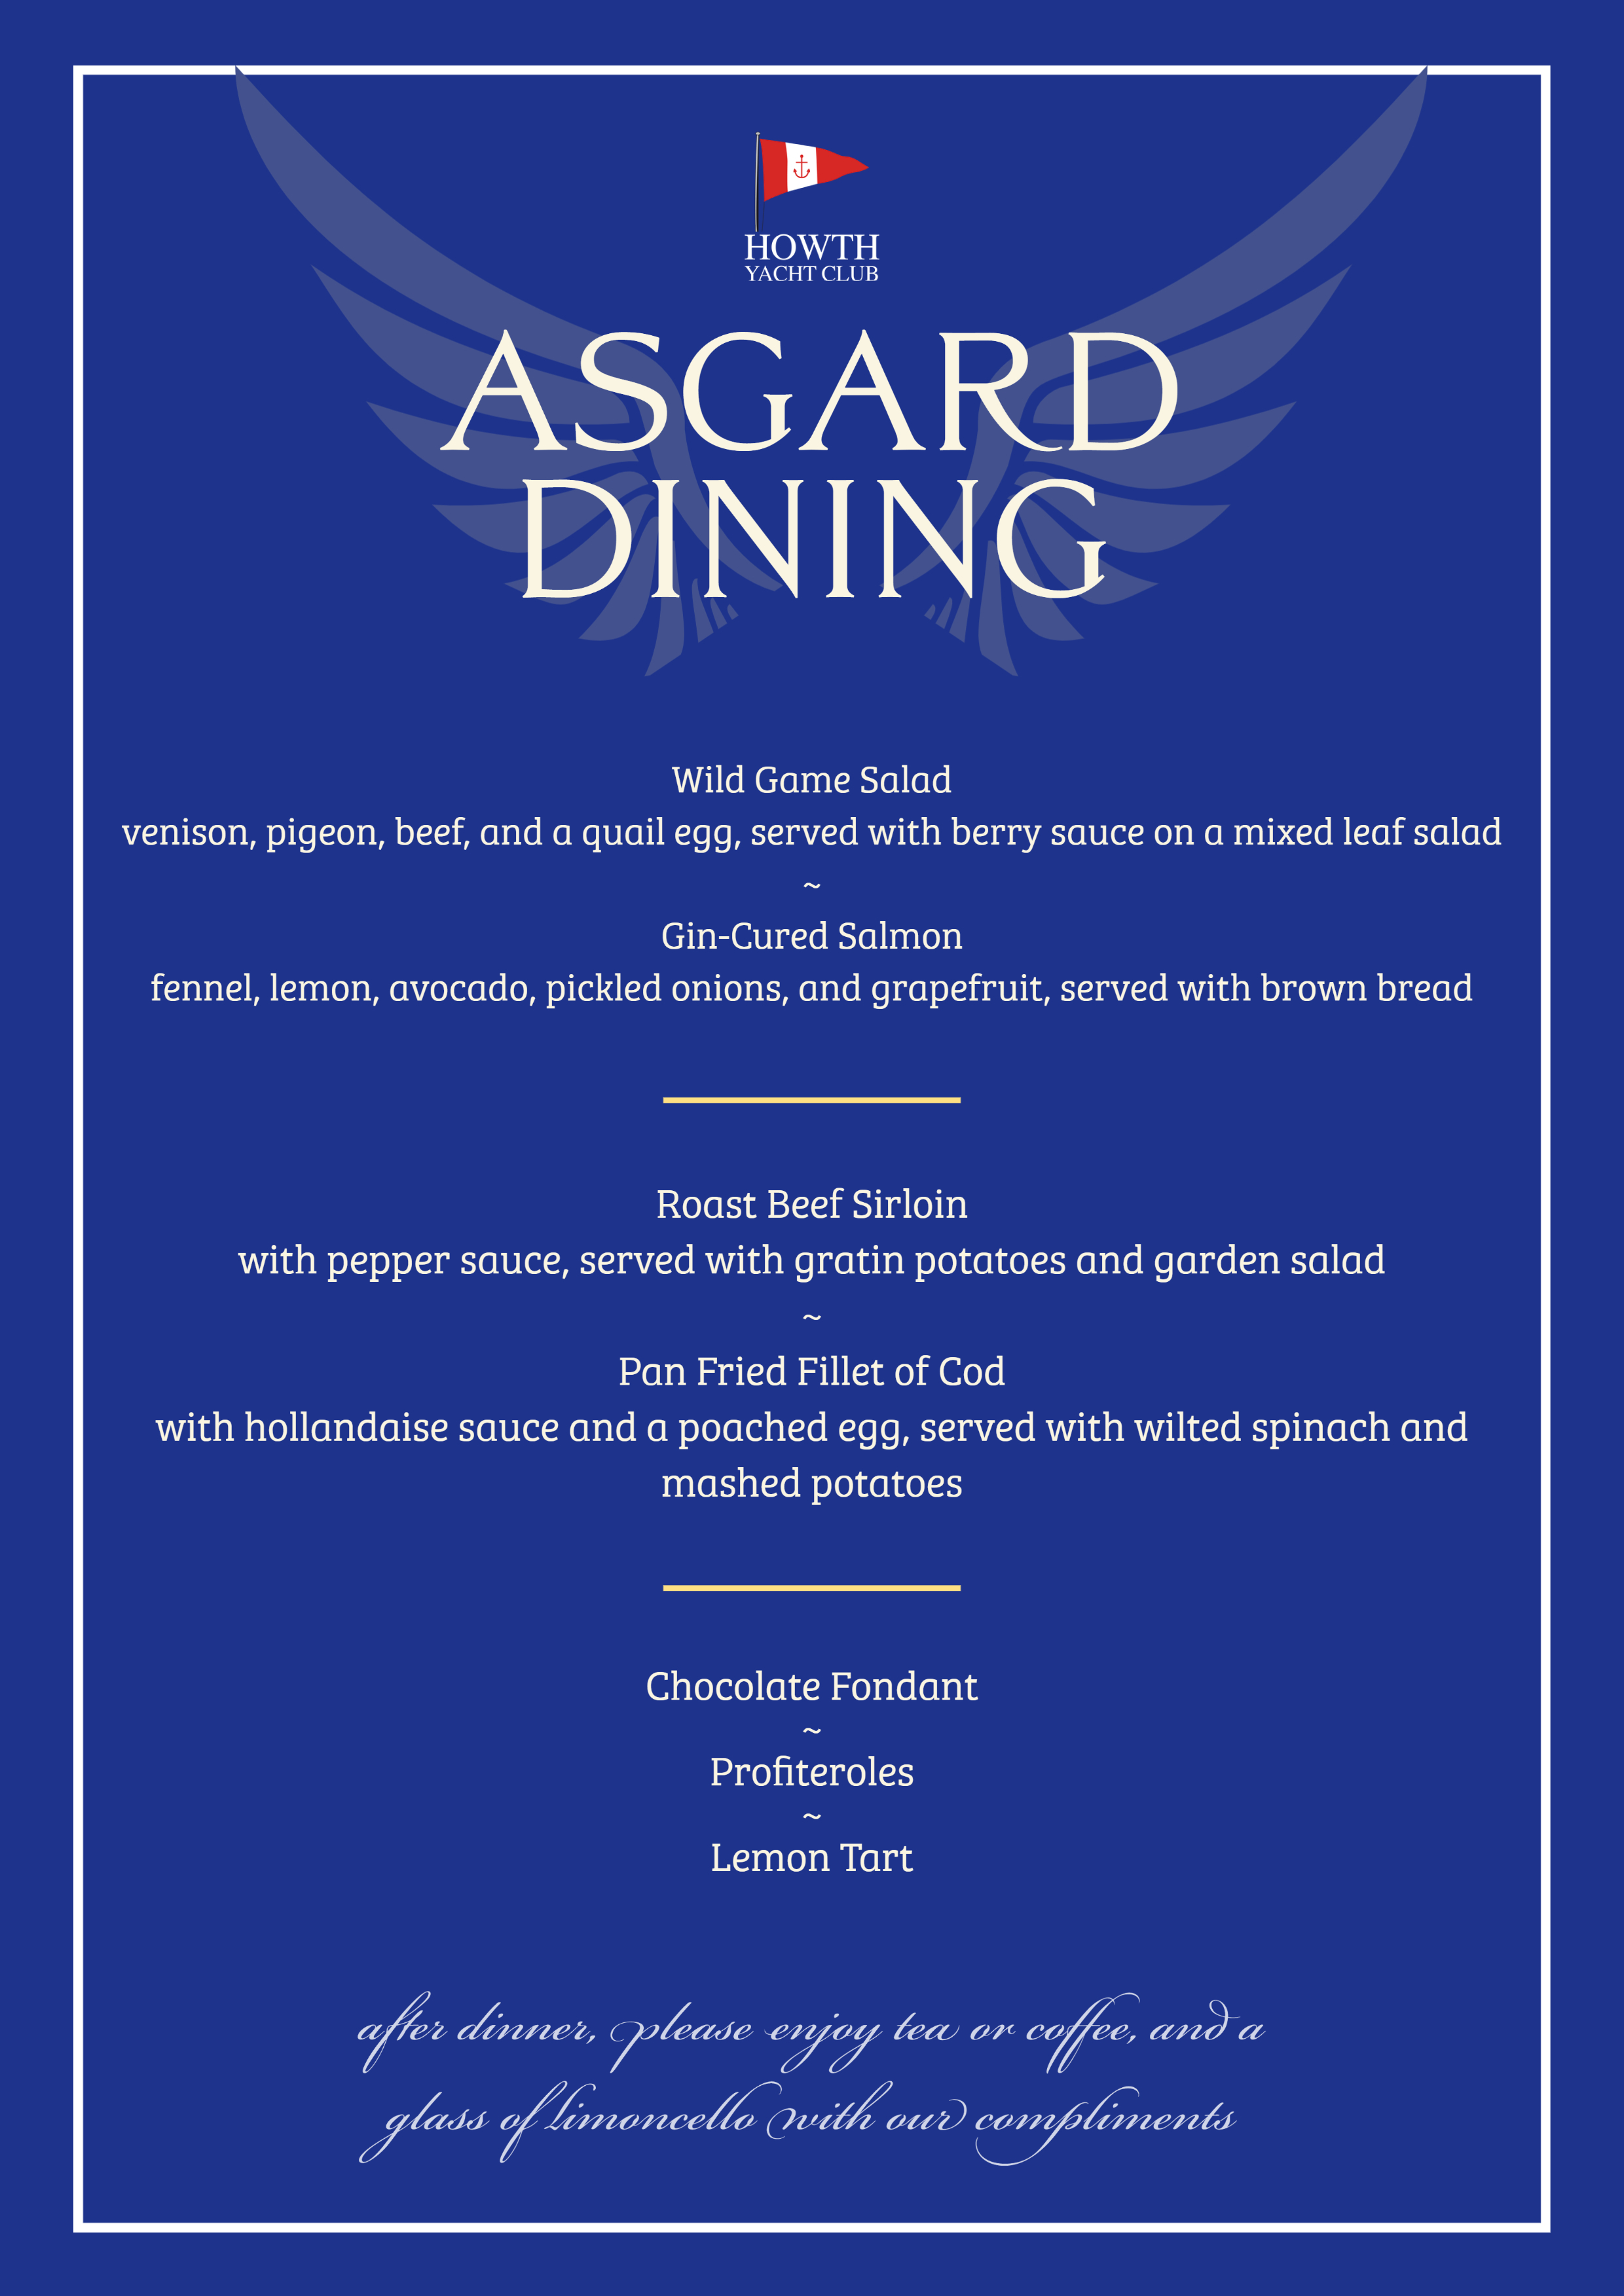 HOWTH
YACHT CLUB
ASGARD
DINING
Wild Game Salad
venison, pigeon, beef, and a quail egg, served with berry sauce on a mixed leaf salad
~
Gin-Cured Salmon
fennel, lemon, avocado, pickled onions, and grapefruit, served with brown bread
Roast Beef Sirloin
with pepper sauce, served with gratin potatoes and garden salad
~
Pan Fried Fillet of Cod
with hollandaise sauce and a poached egg, served with wilted spinach and
mashed potatoes
Chocolate Fondant
~
Profiteroles
~
Lemon Tart
after dinner, please enjoy tea or coffee, and a
glass of limoncello with our compliments